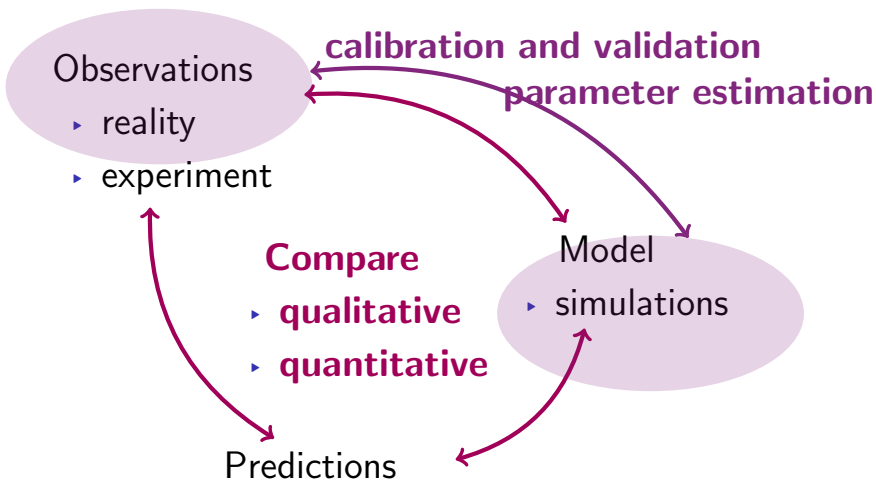 calibration and validation
Observations
parameter estimation
▸ reality
▸ experiment
Model
Compare
▸ simulations
▸ qualitative
▸ quantitative
Predictions